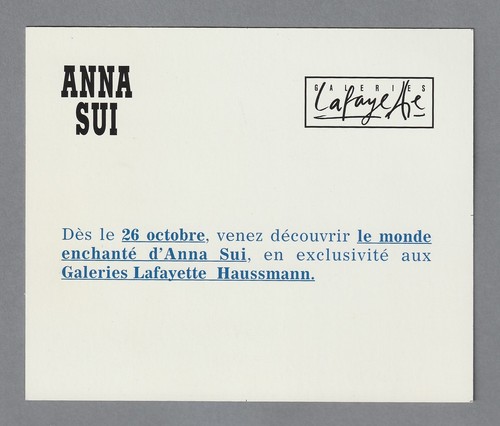 ANNA
SUI
GALERIES
Lafayette
Dès le 26 octobre, venez découvrir le monde
enchanté d'Anna Sui, en exclusivité aux
Galeries Lafayette Haussmann.